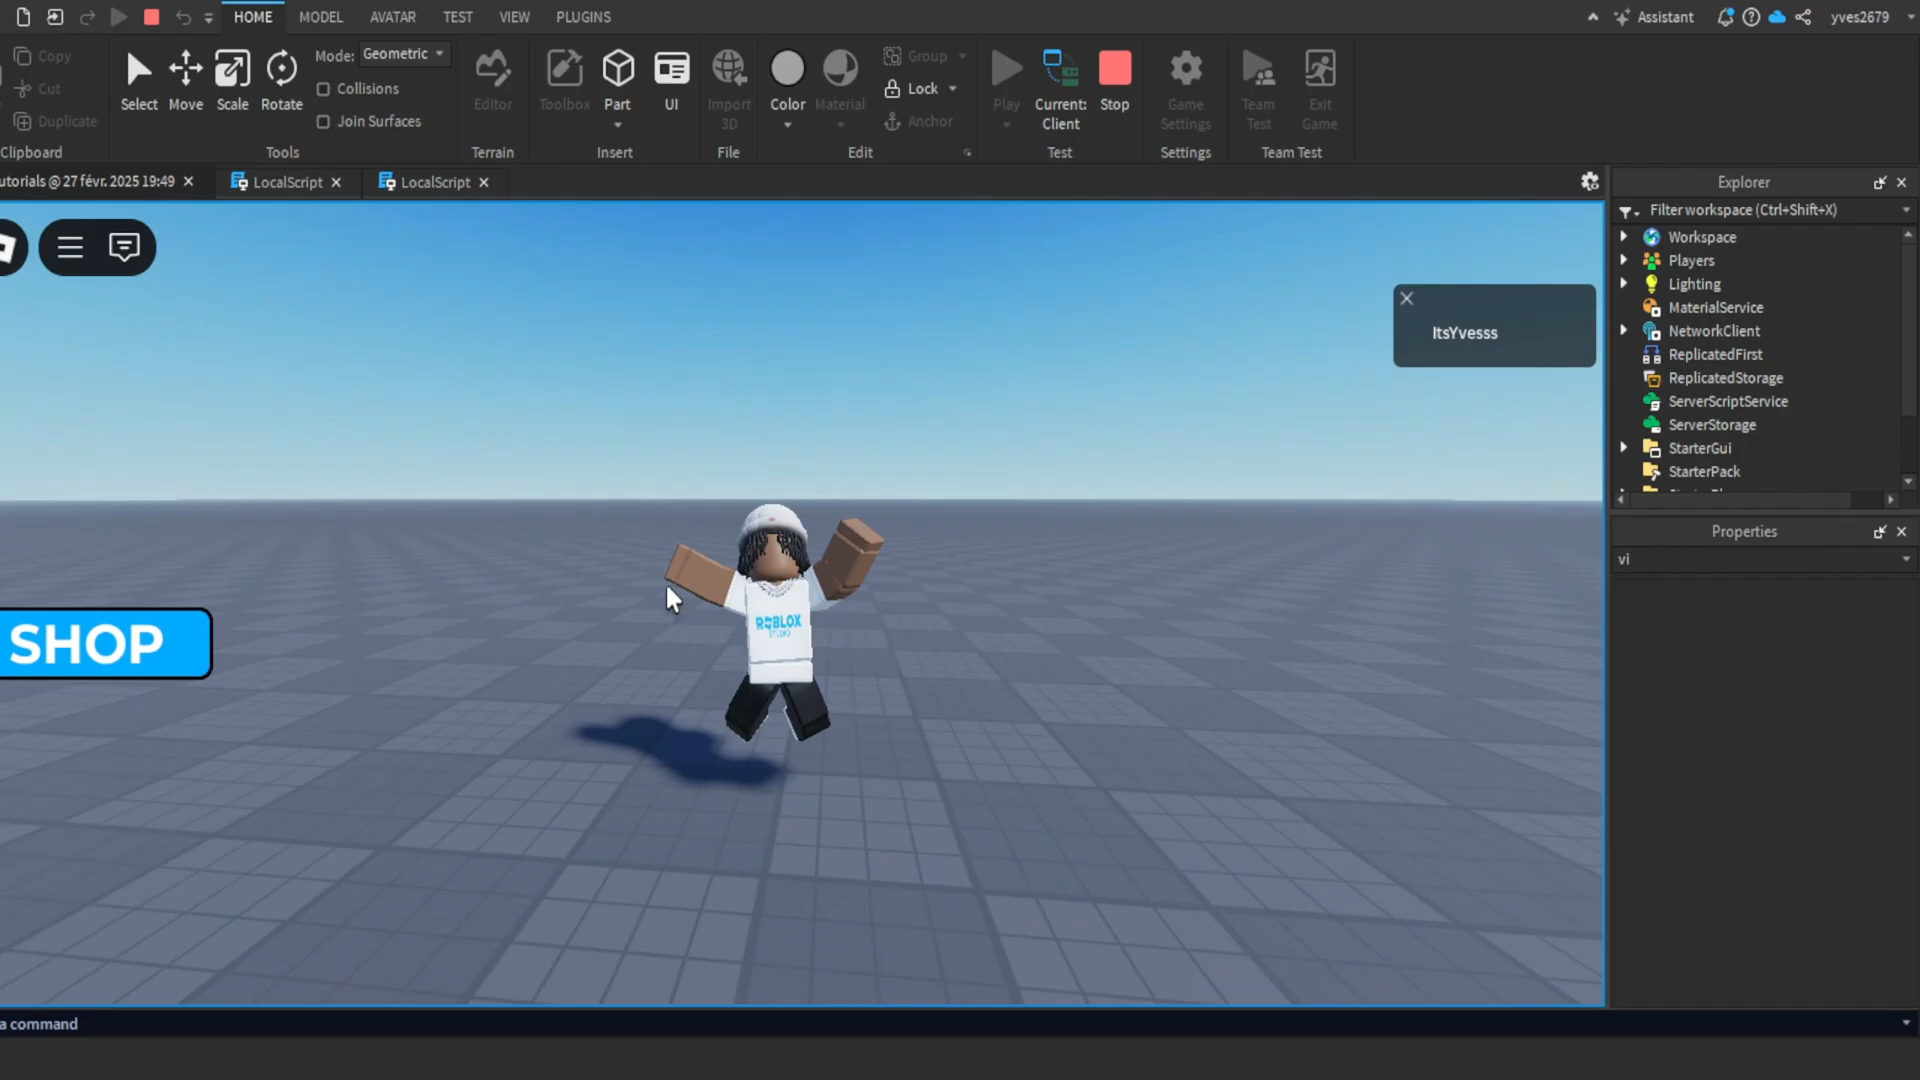 HOME MODEL AVATAR TEST VIEW PLUGINS Assistant yves2679
Copy
Cut
Duplicate
Clipboard
Select Move Scale Rotate
Mode: Geometric
Collisions
Join Surfaces
Tools
Editor
Terrain
Toolbox Part UI
Insert
Import
3D
File
Color Material
Group
Lock
Anchor
Edit
Play Current: Client Stop
Test
Game
Settings
Settings
Team
Test
Exit
Game
Team Test
utorials @ 27 févr. 2025 19:49 LocalScript LocalScript
ItsYvesss
SHOP
ROBLOX
STUDIO
Explorer
Filter workspace (Ctrl+Shift+X)
Workspace
Players
Lighting
MaterialService
NetworkClient
ReplicatedFirst
ReplicatedStorage
ServerScriptService
ServerStorage
StarterGui
StarterPack
Properties
vi
a command